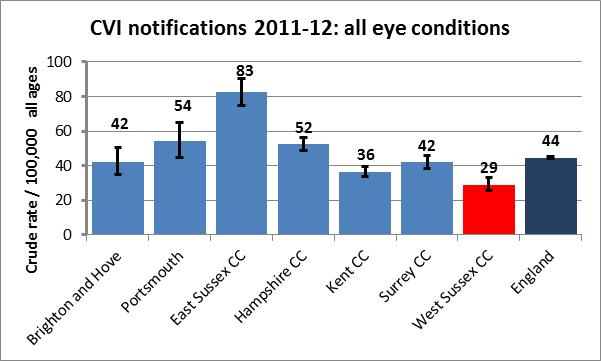 CVI notifications 2011-12: all eye conditions
Crude rate / 100,000 all ages
100
80
60
40
20
0
42
54
83
52
36
42
29
44
Brighton and Hove
Portsmouth
East Sussex CC
Hampshire CC
Kent CC
Surrey CC
West Sussex CC
England